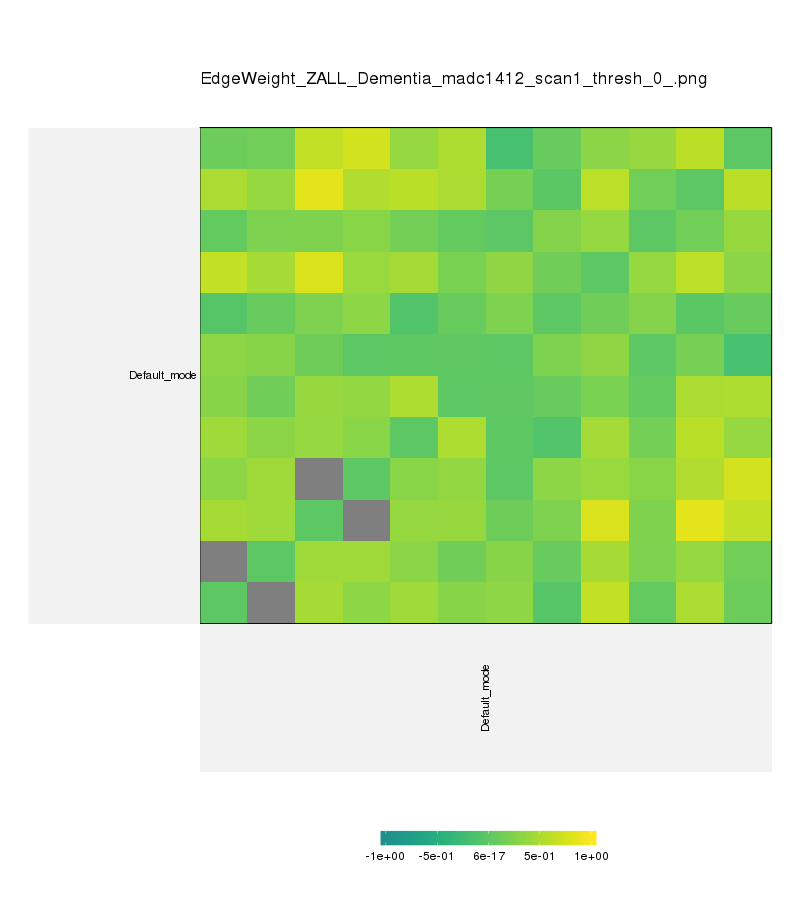 EdgeWeight_ZALL_Dementia_madc1412_scan1_thresh_0_.png
Default_mode
Default_mode
-1e+00 -5e-01 6e-17 5e-01 1e+00